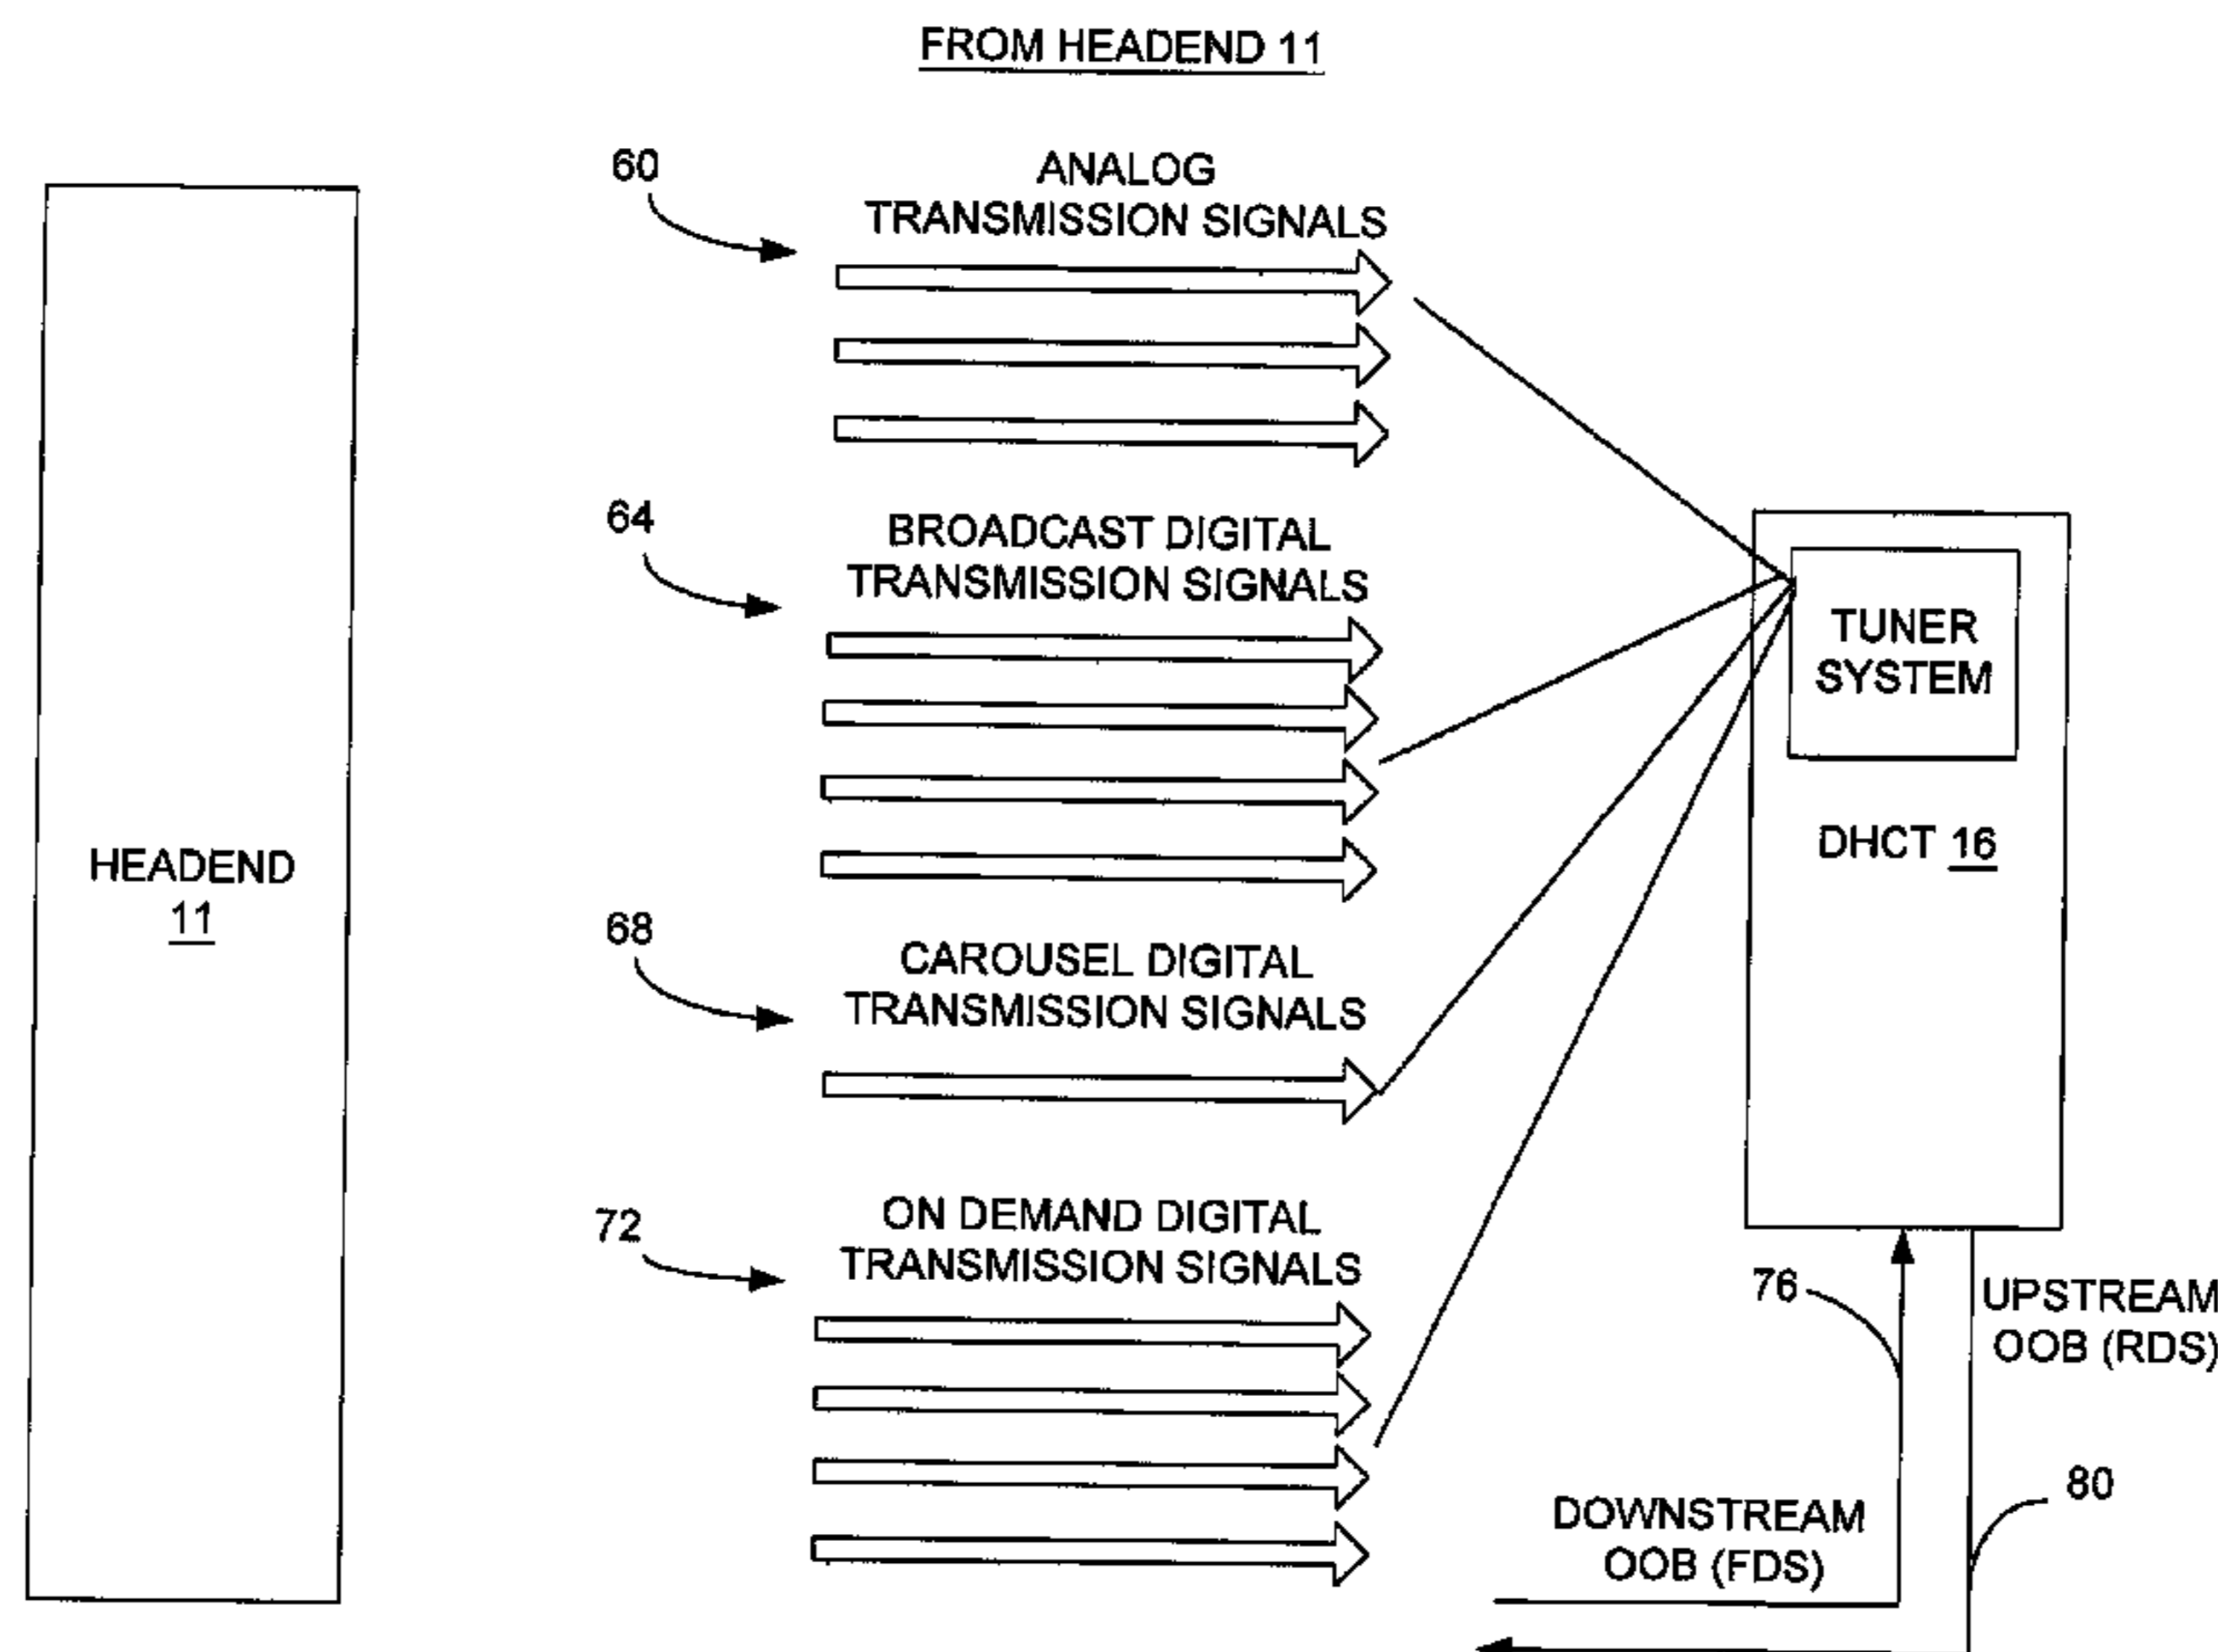 FROM HEADEND 11
60
ANALOG
TRANSMISSION SIGNALS
64
BROADCAST DIGITAL
TRANSMISSION SIGNALS
TUNER
SYSTEM
DHCT 16
HEADEND
11
68
CAROUSEL DIGITAL
TRANSMISSION SIGNALS
72
ON DEMAND DIGITAL
TRANSMISSION SIGNALS
76
UPSTREAM
OOB (RDS)
80
DOWNSTREAM
OOB (FDS)